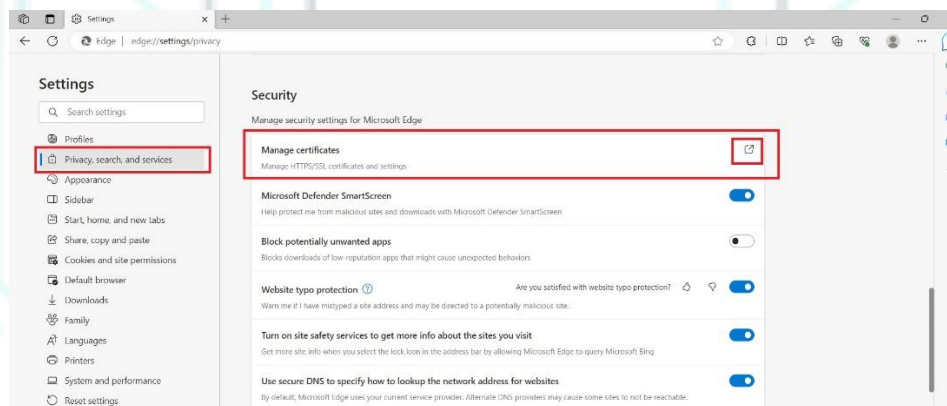 Settings
Edge | edge://settings/privacy
Settings
Search settings
Profiles
Privacy, search, and services
Appearance
Sidebar
Start, home, and new tabs
Share, copy and paste
Cookies and site permissions
Default browser
Downloads
Family
Languages
Printers
System and performance
Reset settings
Security
Manage security settings for Microsoft Edge
Manage certificates
Manage HTTPS/SSL certificates and settings
Microsoft Defender SmartScreen
Help protect me from malicious sites and downloads with Microsoft Defender SmartScreen
Block potentially unwanted apps
Blocks downloads of low-reputation apps that might cause unexpected behaviors
Website typo protection
Are you satisfied with website typo protection?
Warn me if I have mistyped a site address and may be directed to a potentially malicious site.
Turn on site safety services to get more info about the sites you visit
Get more site info when you select the lock icon in the address bar by allowing Microsoft Edge to query Microsoft Bing
Use secure DNS to specify how to lookup the network address for websites
By default, Microsoft Edge uses your current service provider. Alternate DNS providers may cause some sites to not be reachable.